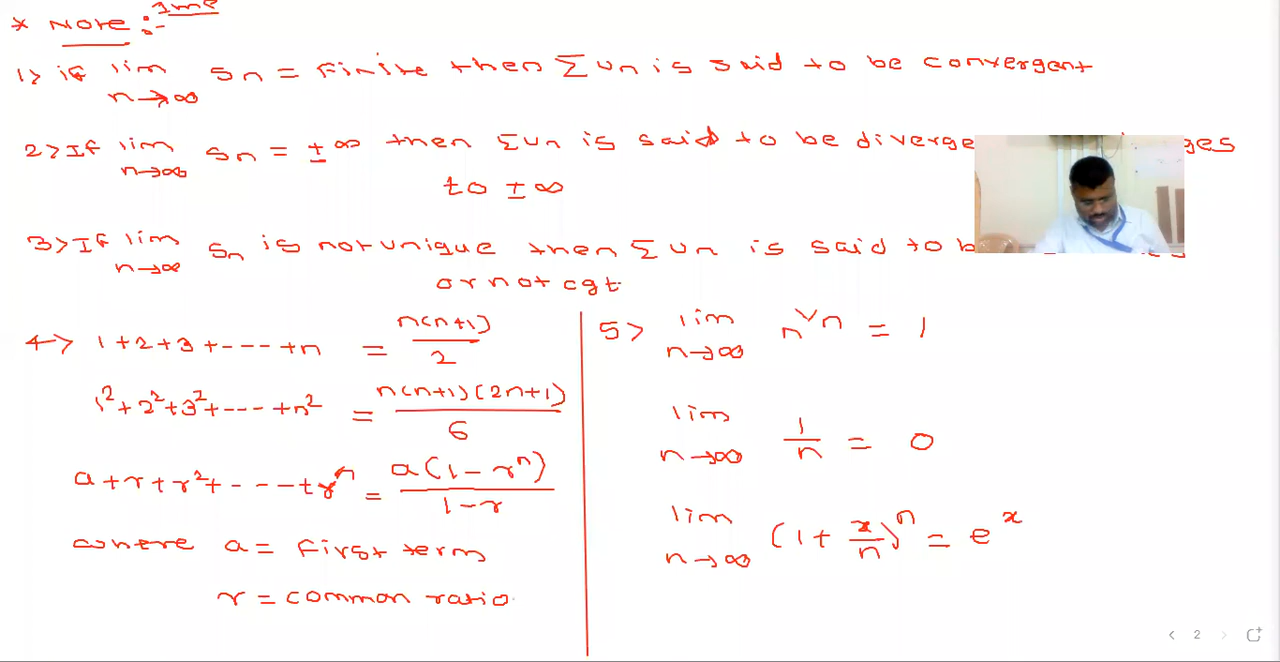 * Note :- 1me
1> if lim n→∞ Sn = Finite then Σun is said to be convergent
2> If lim n→∞ Sn = ±∞ then Σun is said to be diverge ges
to ±∞
3> If lim n→∞ Sn is not unique then Σun is said to b
or not cgt.
4> 1+2+3+----+n = n(n+1)/2
1²+2²+3²+----+n² = n(n+1)(2n+1)/6
a+r+r²+----+rⁿ = a(1-rⁿ)/1-r
where a = First term
r = common ratio.
5> lim n→∞ n^1/n = 1
lim n→∞ 1/n = 0
lim n→∞ (1+x/n)ⁿ = eˣ
2